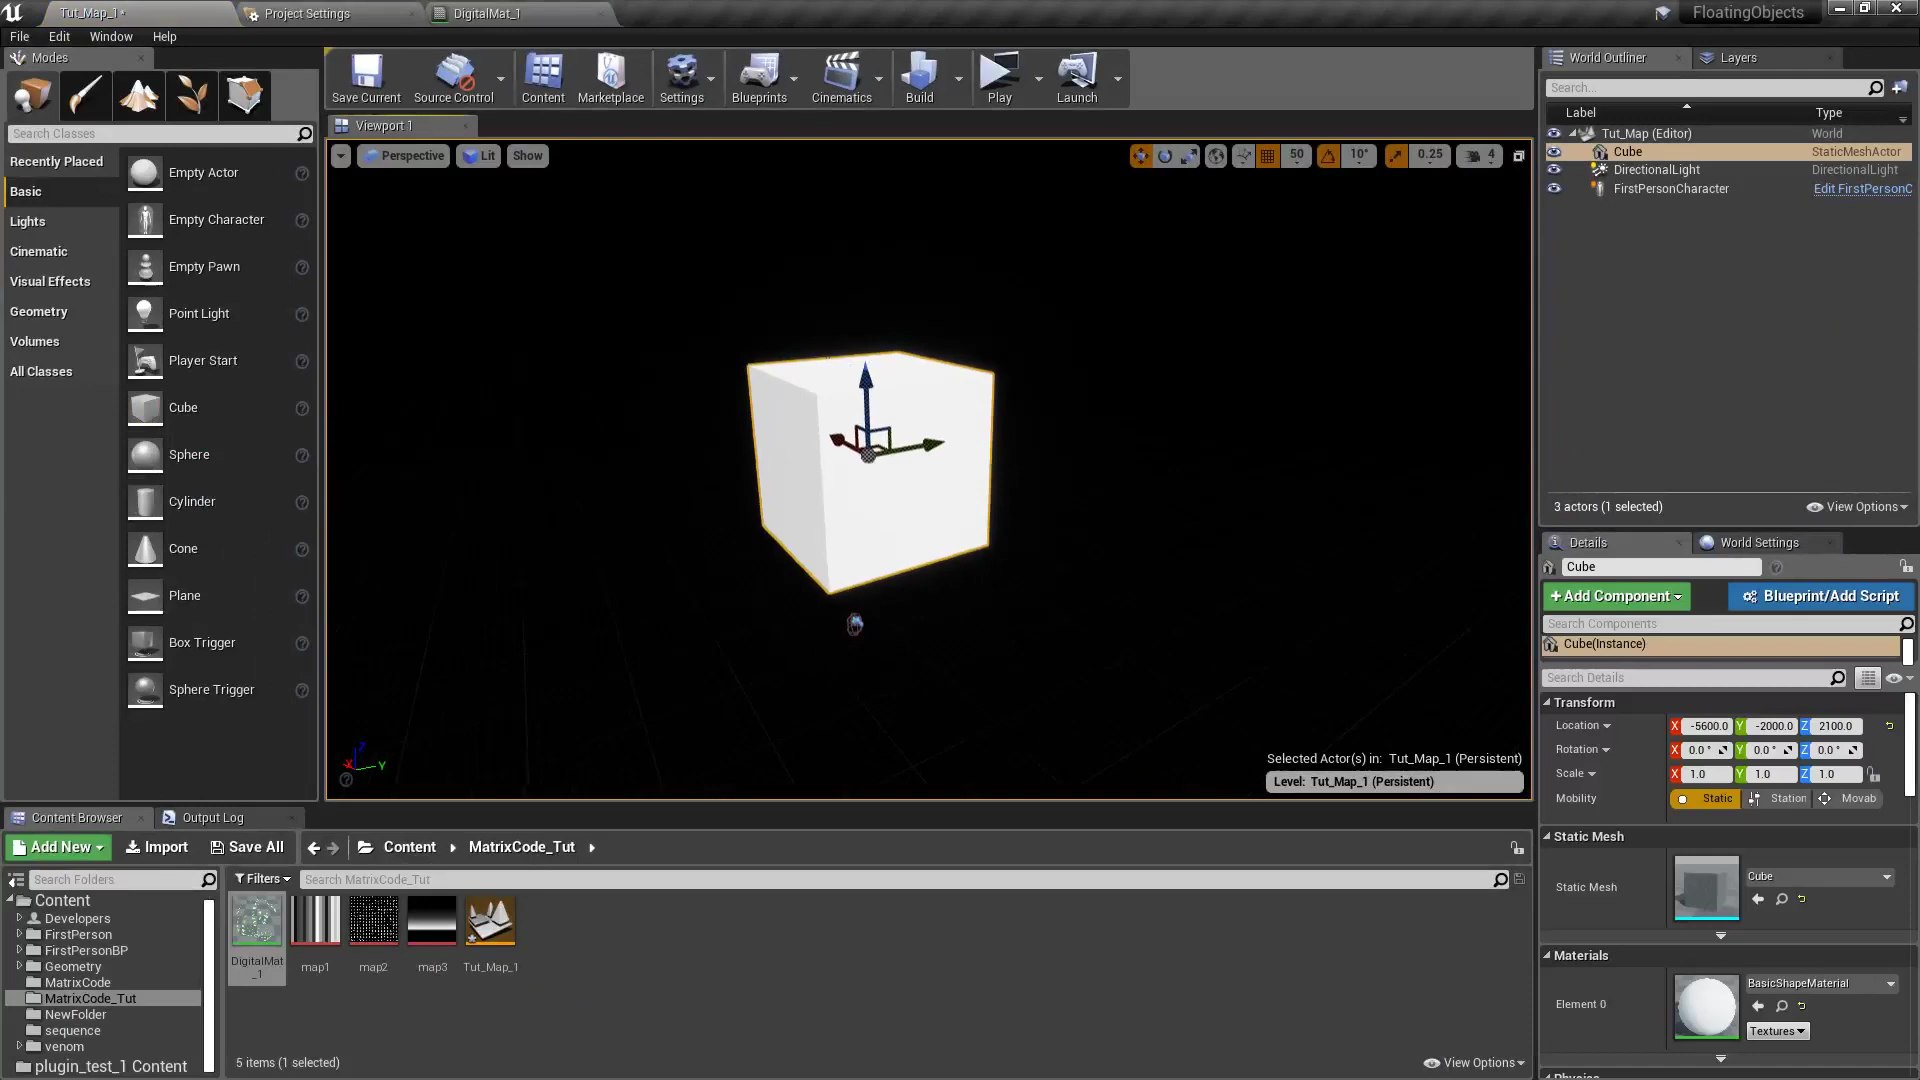 Tut_Map_1*
Project Settings
DigitalMat_1
FloatingObjects
File Edit Window Help
Modes
Search Classes
Recently Placed
Basic
Lights
Cinematic
Visual Effects
Geometry
Volumes
All Classes
Empty Actor
Empty Character
Empty Pawn
Point Light
Player Start
Cube
Sphere
Cylinder
Cone
Plane
Box Trigger
Sphere Trigger
Save Current
Source Control
Content
Marketplace
Settings
Blueprints
Cinematics
Build
Play
Launch
Viewport 1
Perspective Lit Show
50 10° 0.25 4
X Y Z
Selected Actor(s) in: Tut_Map_1 (Persistent)
Level: Tut_Map_1 (Persistent)
World Outliner Layers
Search...
Label Type
Tut_Map (Editor) World
Cube StaticMeshActor
DirectionalLight DirectionalLight
FirstPersonCharacter Edit FirstPersonC
3 actors (1 selected) View Options
Details World Settings
Cube
+ Add Component Blueprint/Add Script
Search Components
Cube(Instance)
Search Details
Transform
Location X -5600.0 Y -2000.0 Z 2100.0
Rotation X 0.0° Y 0.0° Z 0.0°
Scale X 1.0 Y 1.0 Z 1.0
Mobility Static Station Movab
Static Mesh
Static Mesh Cube
Materials
Element 0 BasicShapeMaterial
Textures
Physics
Content Browser Output Log
Add New Import Save All Content MatrixCode_Tut
Search Folders
Filters Search MatrixCode_Tut
Content
Developers
FirstPerson
FirstPersonBP
Geometry
MatrixCode
MatrixCode_Tut
NewFolder
sequence
venom
plugin_test_1 Content
DigitalMat
_1
map1
map2
map3
Tut_Map_1
5 items (1 selected) View Options